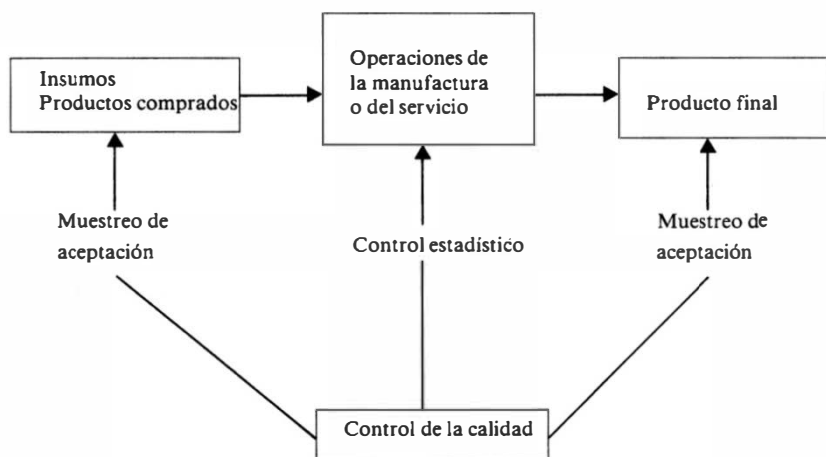 Insumos
Productos comprados
Operaciones de
la manufactura
o del servicio
Producto final
Muestreo de
aceptación
Control estadístico
Muestreo de
aceptación
Control de la calidad